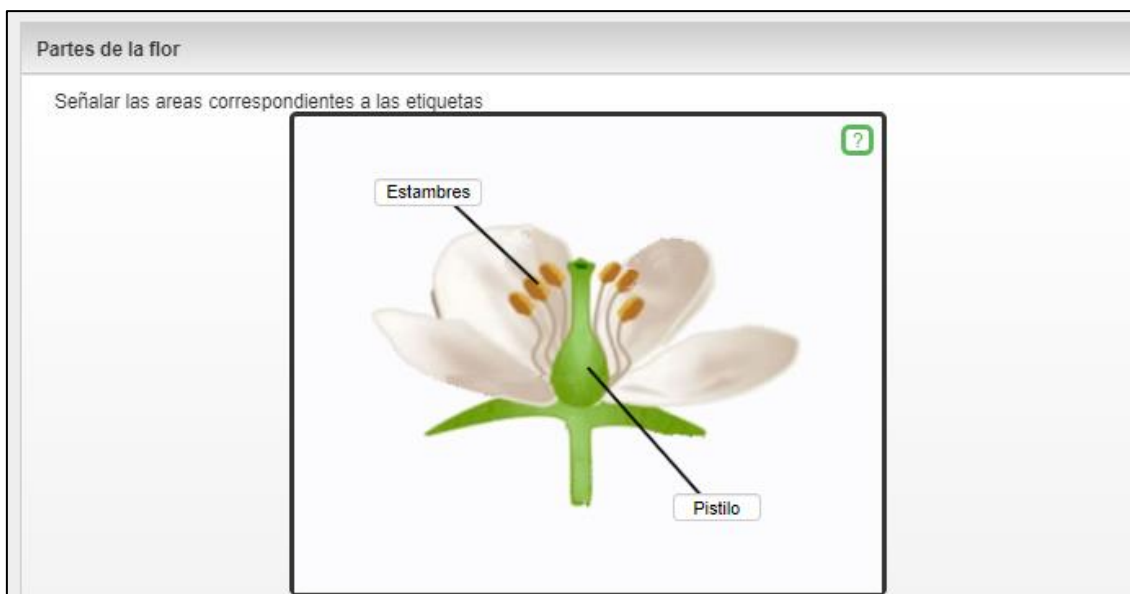 Partes de la flor
Señalar las areas correspondientes a las etiquetas
?
Estambres
Pistilo